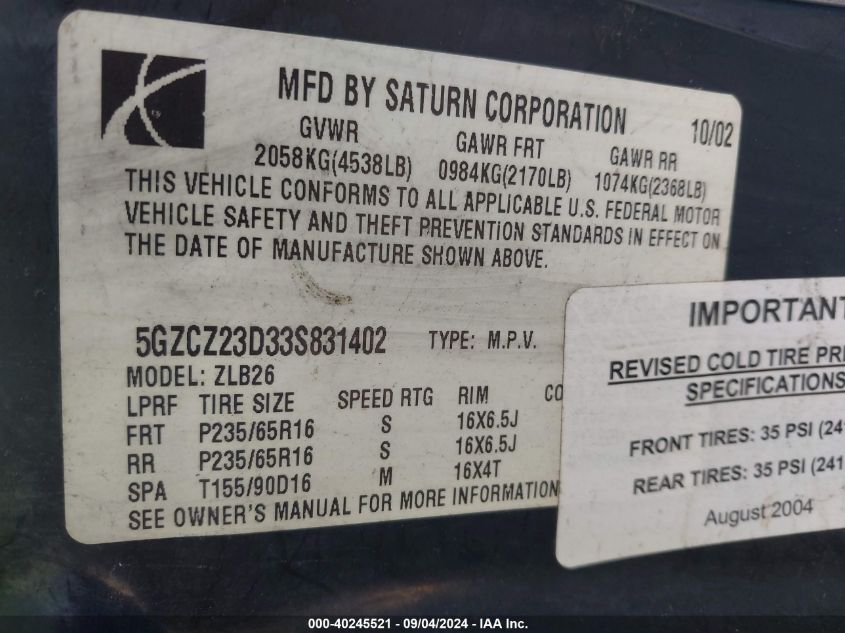 MFD BY SATURN CORPORATION 10/02
GVWR GAWR FRT GAWR RR
2058KG(4538LB) 0984KG(2170LB) 1074KG(2368LB)
THIS VEHICLE CONFORMS TO ALL APPLICABLE U.S. FEDERAL MOTOR
VEHICLE SAFETY AND THEFT PREVENTION STANDARDS IN EFFECT ON
THE DATE OF MANUFACTURE SHOWN ABOVE.
5GZCZ23D33S831402 TYPE: M.P.V.
MODEL: ZLB26
LPRF TIRE SIZE SPEED RTG RIM CO
FRT P235/65R16 S 16X6.5J
RR P235/65R16 S 16X6.5J
SPA T155/90D16 M 16X4T
SEE OWNER'S MANUAL FOR MORE INFORMATION
IMPORTANT
REVISED COLD TIRE PRE
SPECIFICATIONS
FRONT TIRES: 35 PSI (241
REAR TIRES: 35 PSI (241
August 2004
000-40245521 - 09/04/2024 - IAA Inc.